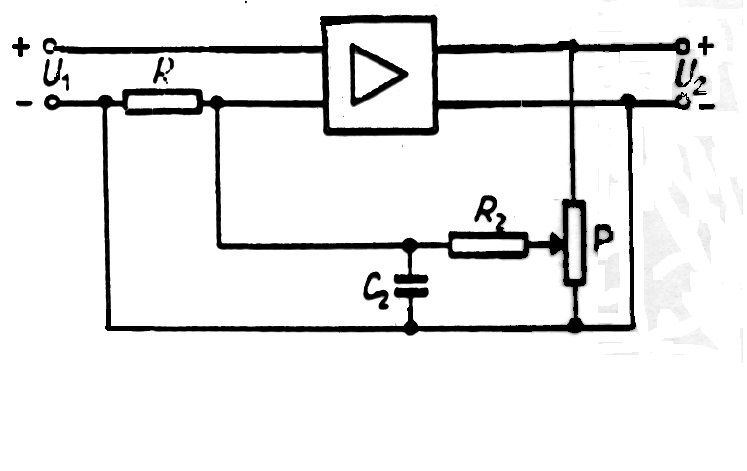 + R +
U₁ U₂
- -
R₂ P
C₂